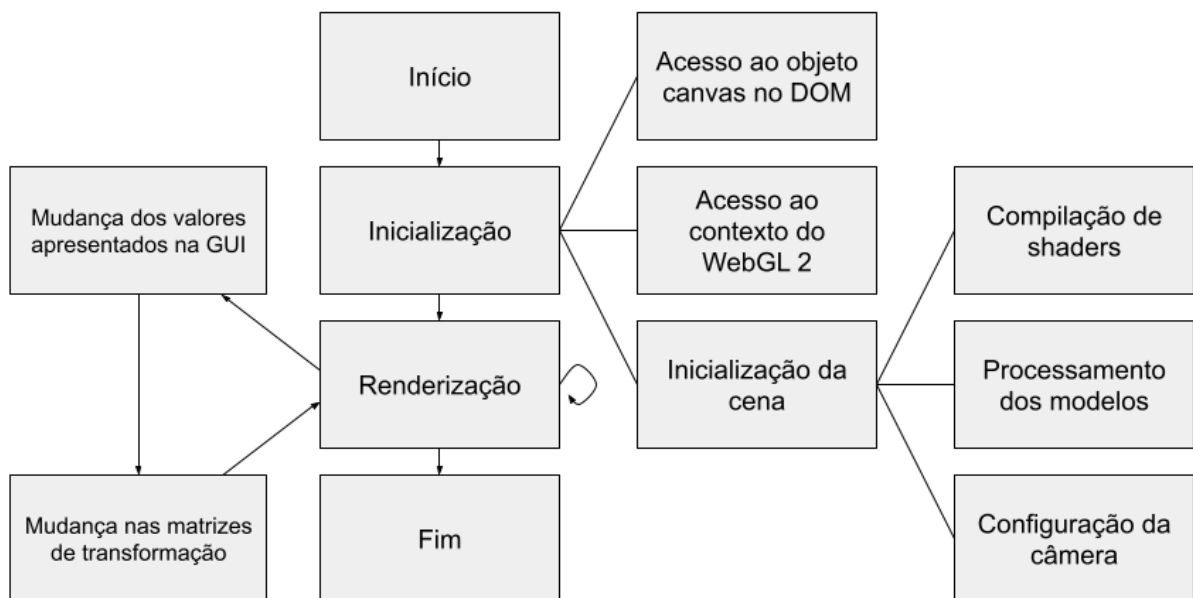 Início
Acesso ao objeto
canvas no DOM
Mudança dos valores
apresentados na GUI
Inicialização
Acesso ao
contexto do
WebGL 2
Compilação de
shaders
Renderização
Inicialização da
cena
Processamento
dos modelos
Mudança nas matrizes
de transformação
Fim
Configuração da
câmera